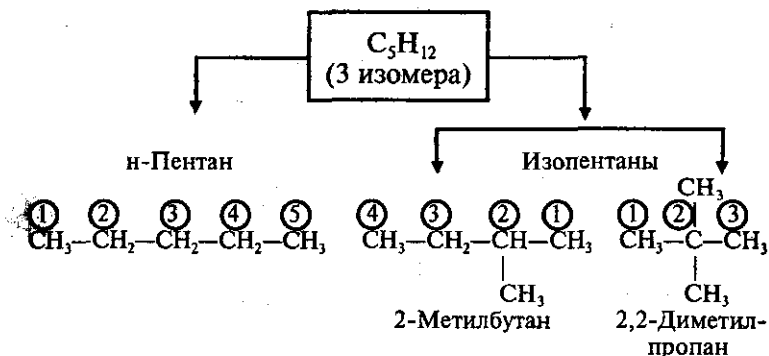 C₅H₁₂
(3 изомера)
н-Пентан
Изопентаны
CH₃
1 2 3 4 5 4 3 2 1 1 2 3
CH₃–CH₂–CH₂–CH₂–CH₃ CH₃–CH₂–CH–CH₃ CH₃–C–CH₃
CH₃ CH₃
2-Метилбутан 2,2-Диметил-
пропан